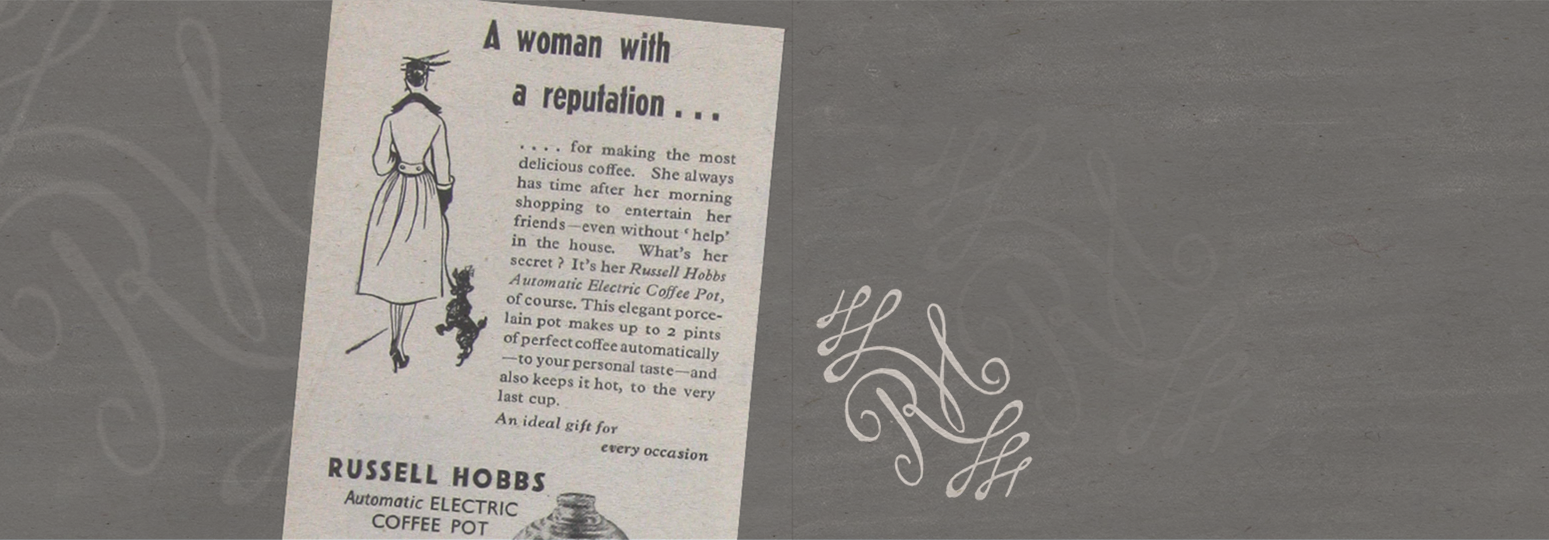 A woman with
a reputation . . .
. . . . for making the most
delicious coffee. She always
has time after her morning
shopping to entertain her
friends—even without ‘help’
in the house. What’s her
secret ? It’s her Russell Hobbs
Automatic Electric Coffee Pot,
of course. This elegant porce-
lain pot makes up to 2 pints
of perfect coffee automatically
—to your personal taste—and
also keeps it hot, to the very
last cup.
An ideal gift for
every occasion
RUSSELL HOBBS
Automatic ELECTRIC
COFFEE POT
RH